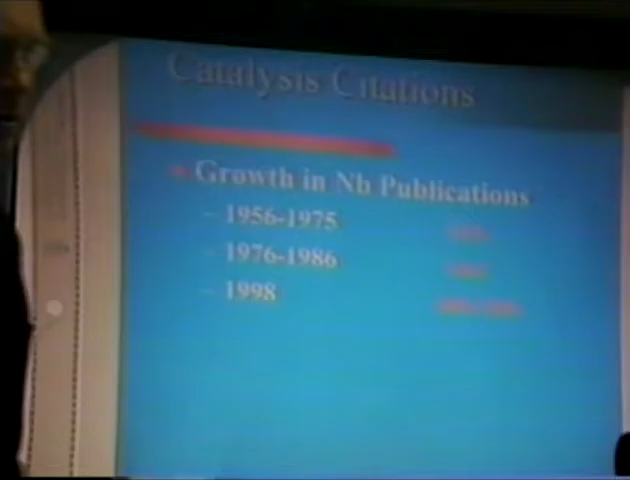 Catalysis Citations
Growth in Nb Publications
- 1956-1975
- 1976-1986
- 1998